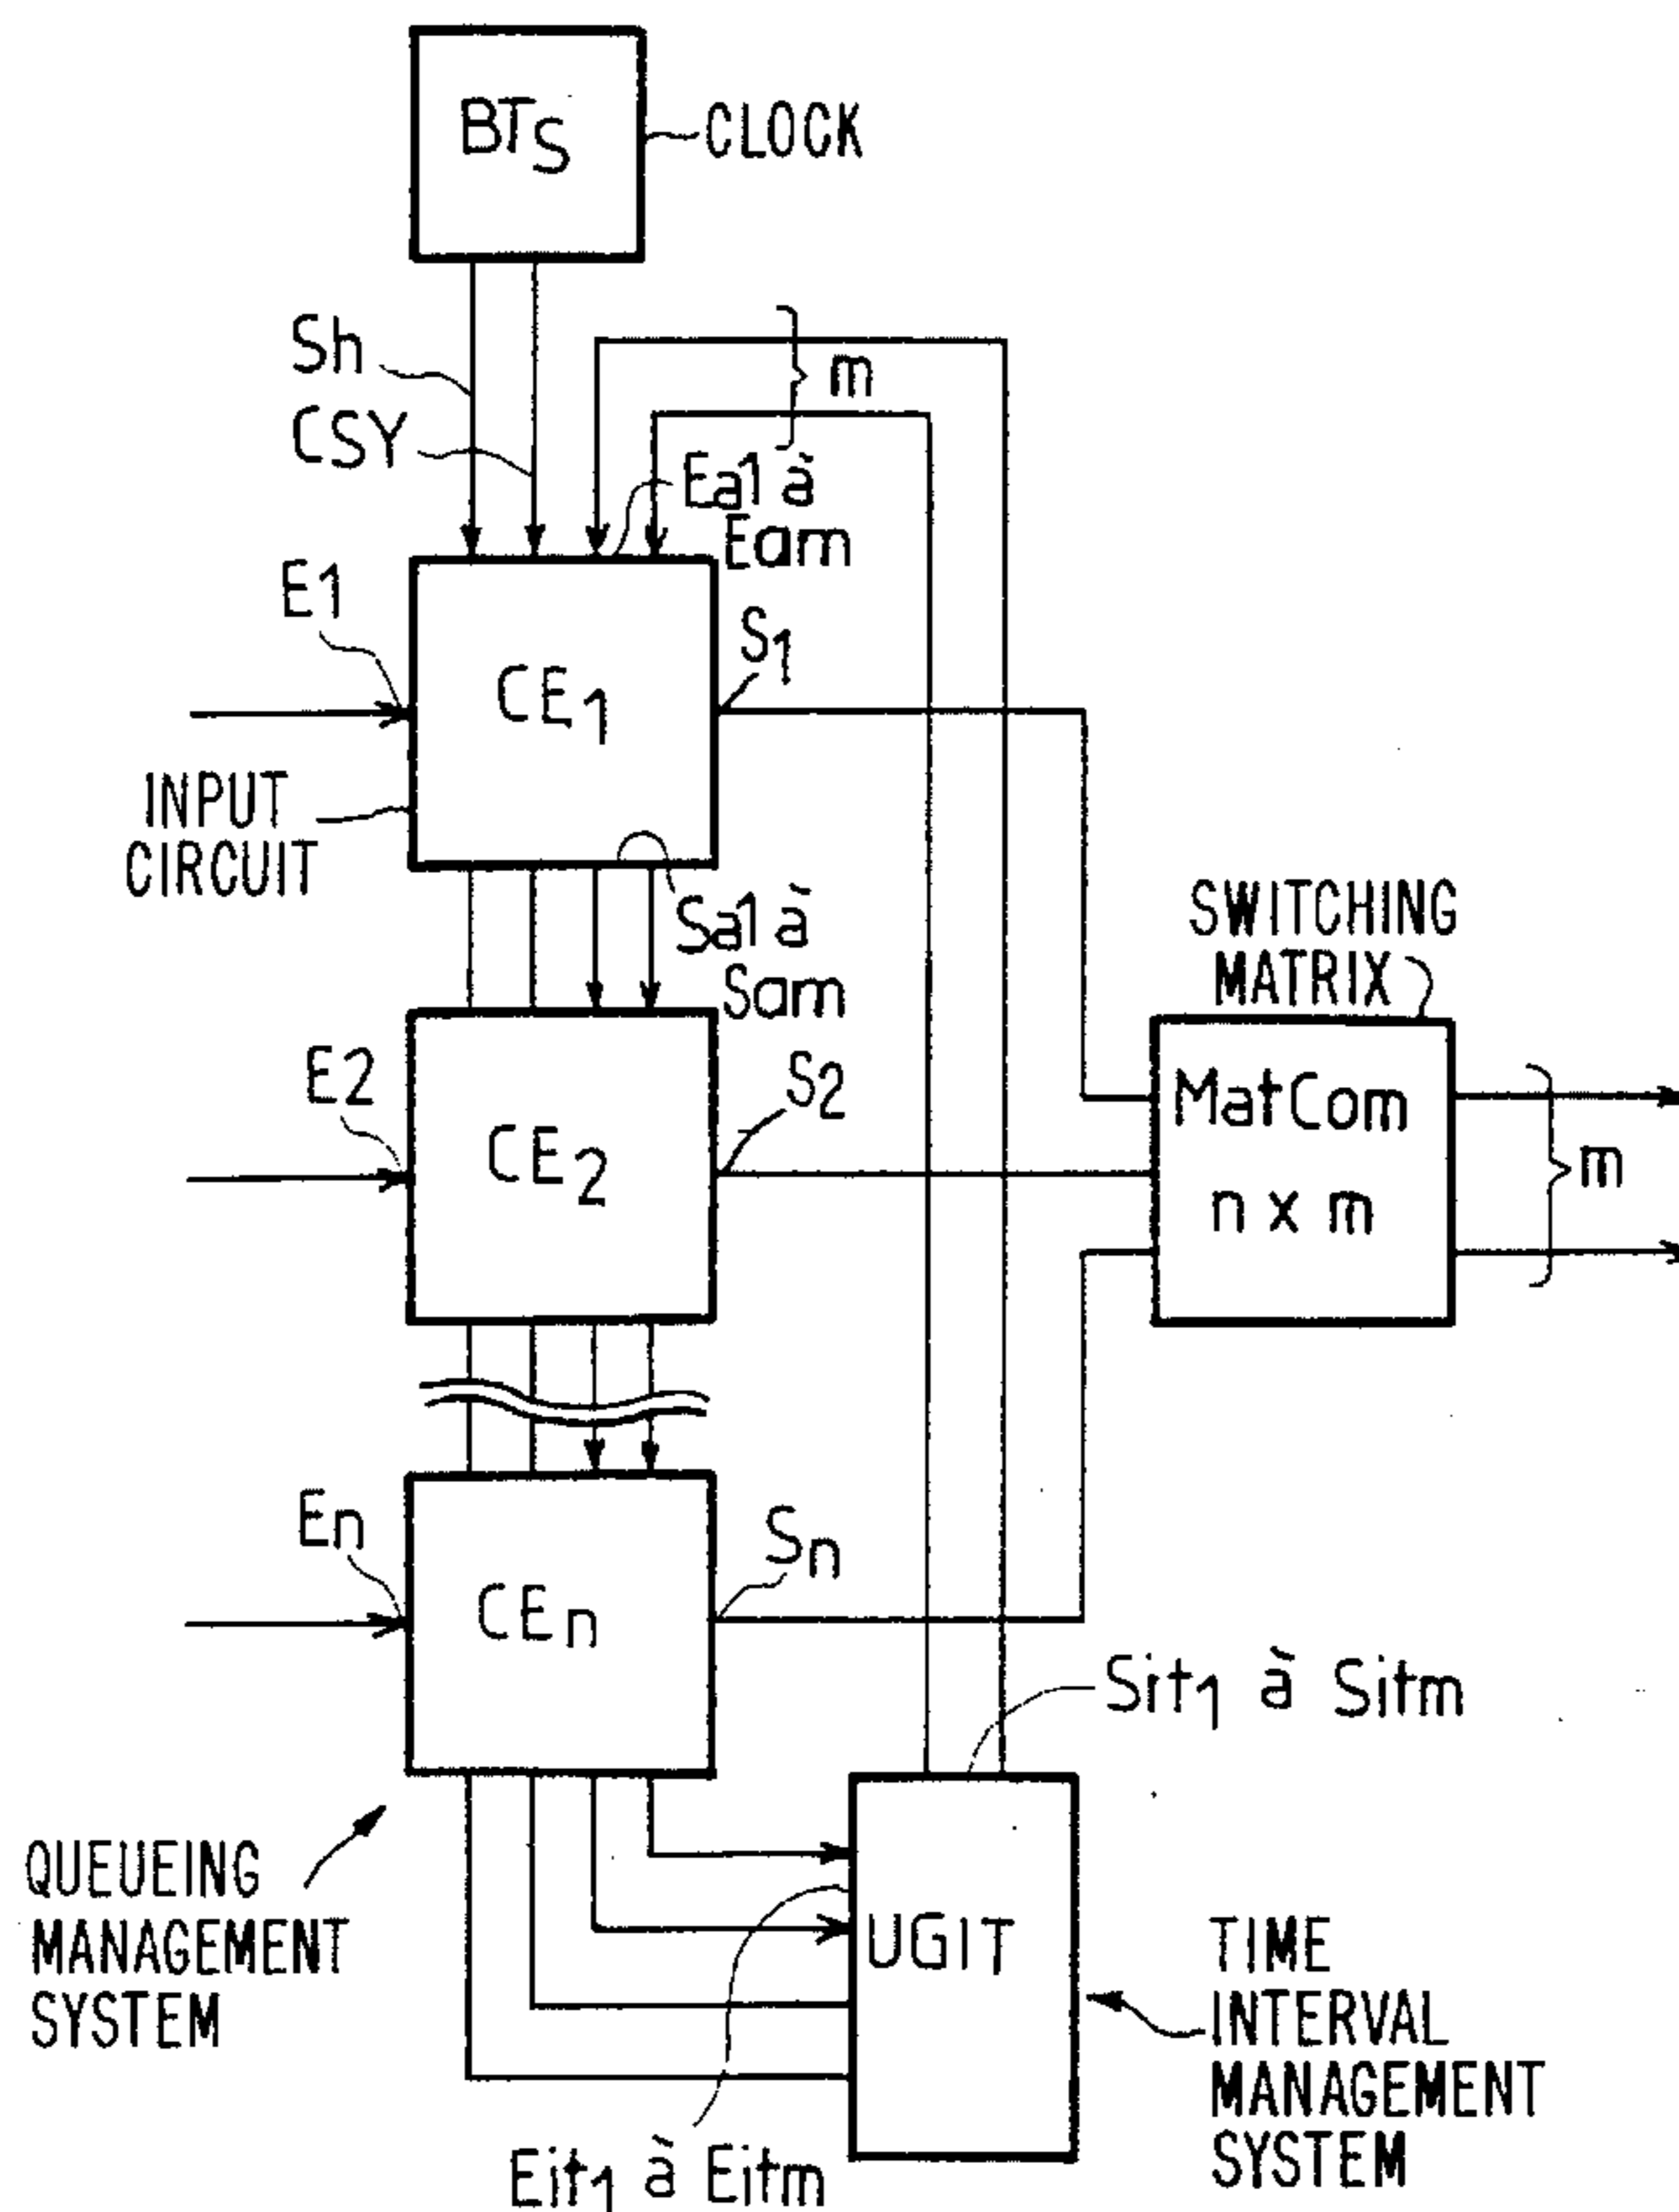 BTS
CLOCK
Sh
CSY
m
Ea1 à
Eam
E1
CE1
S1
INPUT
CIRCUIT
Sa1 à
Sam
SWITCHING
MATRIX
E2
CE2
S2
MatCom
n x m
m
En
CEn
Sn
Sit1 à Sitm
QUEUEING
MANAGEMENT
SYSTEM
UGIT
TIME
INTERVAL
MANAGEMENT
SYSTEM
Eit1 à Eitm